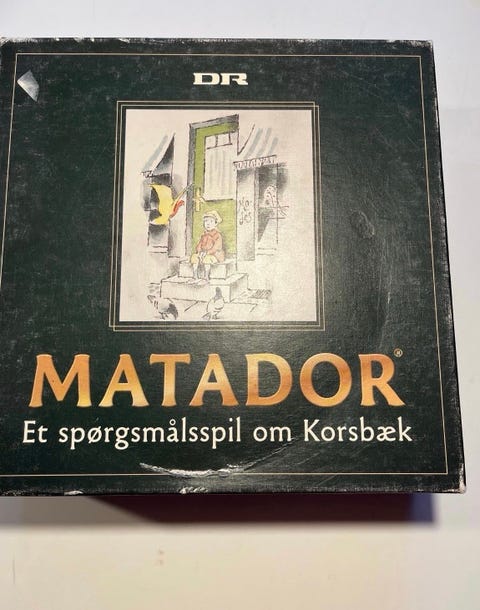 DR
MATADOR®
Et spørgsmålsspil om Korsbæk